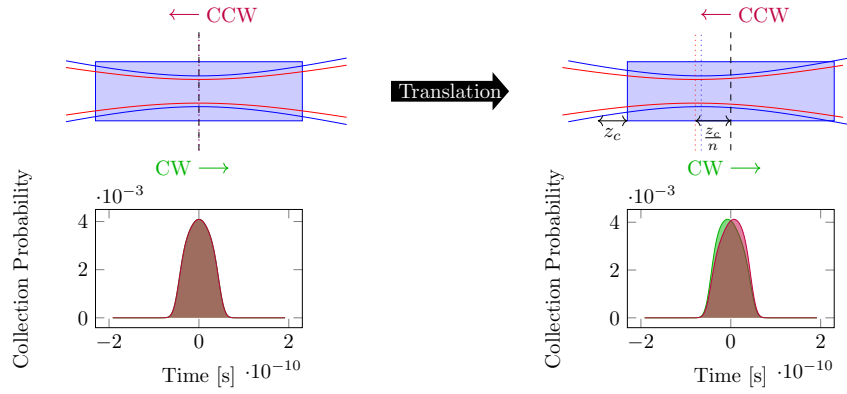 ← CCW
← CCW
Translation
z_c
z_c/n
CW →
CW →
·10⁻³
Collection Probability
4
2
0
−2
0
2
·10⁻¹⁰
Time [s]
·10⁻³
Collection Probability
4
2
0
−2
0
2
·10⁻¹⁰
Time [s]